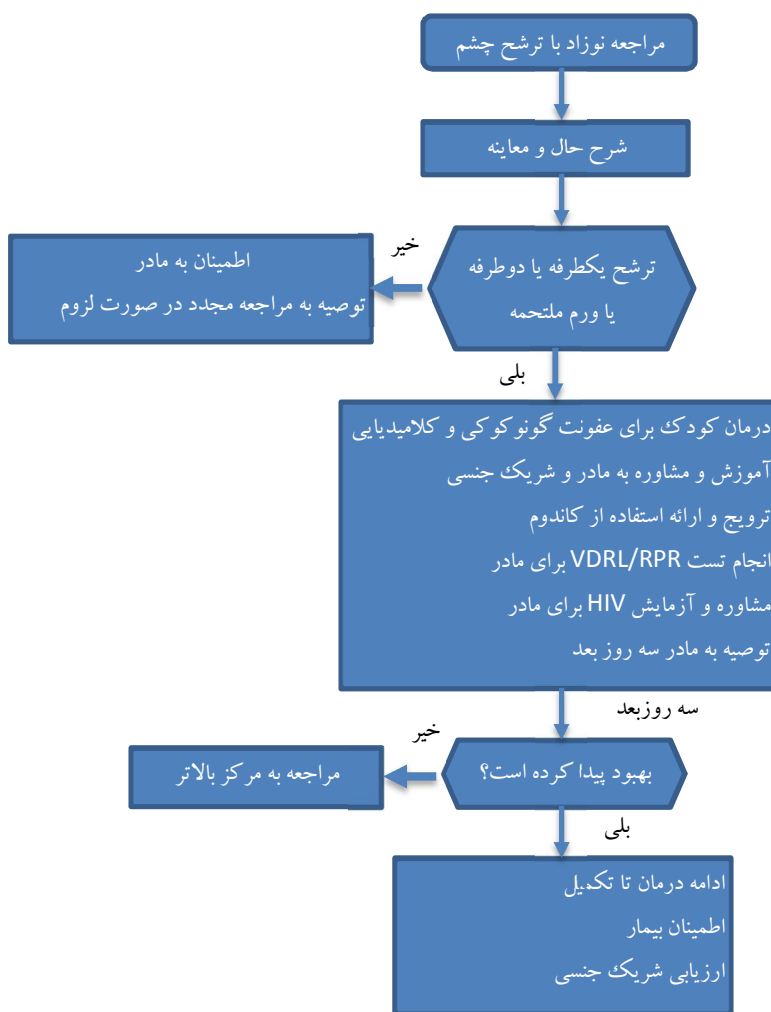 مراجعه نوزاد با ترشح چشم
شرح حال و معاینه
ترشح یکطرفه یا دوطرفه
یا ورم ملتحمه
خیر
اطمینان به مادر
توصیه به مراجعه مجدد در صورت لزوم
بلی
درمان کودک برای عفونت گونوکوکی و کلامیدیایی
آموزش و مشاوره به مادر و شریک جنسی
ترویج و ارائه استفاده از کاندوم
انجام تست VDRL/RPR برای مادر
مشاوره و آزمایش HIV برای مادر
توصیه به مادر سه روز بعد
سه روزبعد
بهبود پیدا کرده است؟
خیر
مراجعه به مرکز بالاتر
بلی
ادامه درمان تا تکمیل
اطمینان بیمار
ارزیابی شریک جنسی